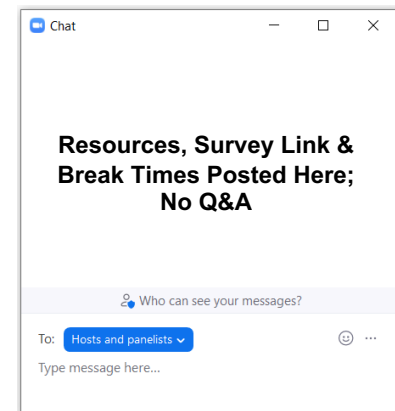 Chat
Resources, Survey Link &
Break Times Posted Here;
No Q&A
Who can see your messages?
To: Hosts and panelists
Type message here...